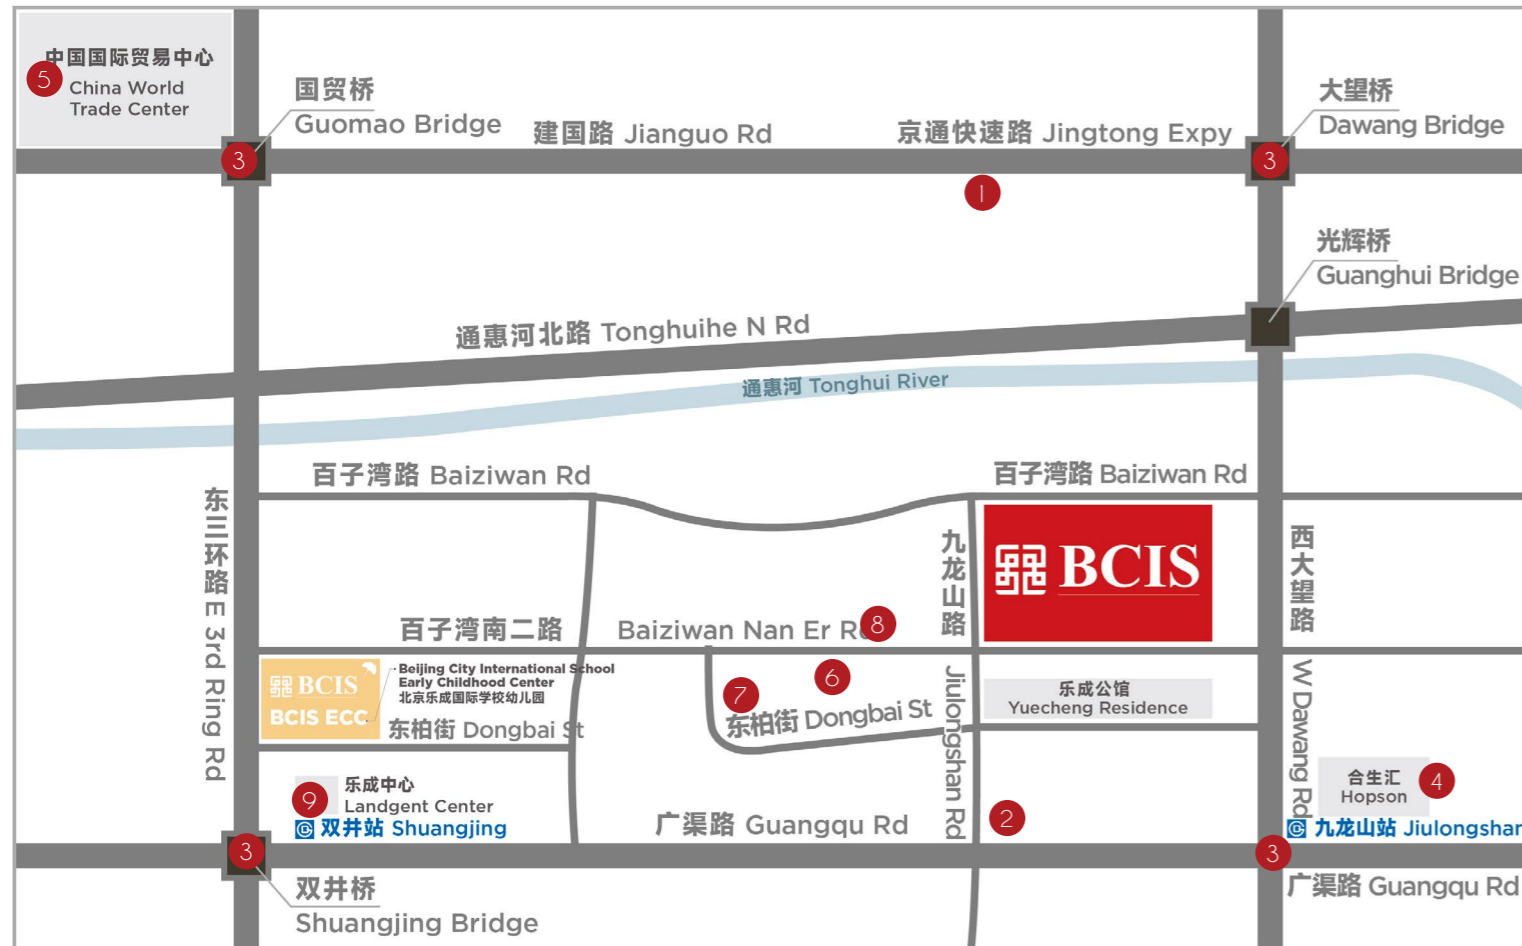 中国国际贸易中心
5
China World
Trade Center
国贸桥
Guomao Bridge
建国路 Jianguo Rd
京通快速路 Jingtong Expy
大望桥
Dawang Bridge
3
3
1
光辉桥
Guanghui Bridge
通惠河北路 Tonghuihe N Rd
通惠河 Tonghui River
百子湾路 Baiziwan Rd
百子湾路 Baiziwan Rd
东三环路 E 3rd Ring Rd
九龙山路
Jiulongshan Rd
BCIS
西大望路
W Dawang Rd
百子湾南二路
Baiziwan Nan Er
8
BCIS
BCIS ECC
Beijing City International School
Early Childhood Center
北京乐成国际学校幼儿园
东柏街 Dongbai St
6
7
东柏街 Dongbai St
乐成公馆
Yuecheng Residence
9
乐成中心
Landgent Center
双井站 Shuangjing
广渠路 Guangqu Rd
2
合生汇
Hopson
4
九龙山站 Jiulongshan
3
3
双井桥
Shuangjing Bridge
广渠路 Guangqu Rd